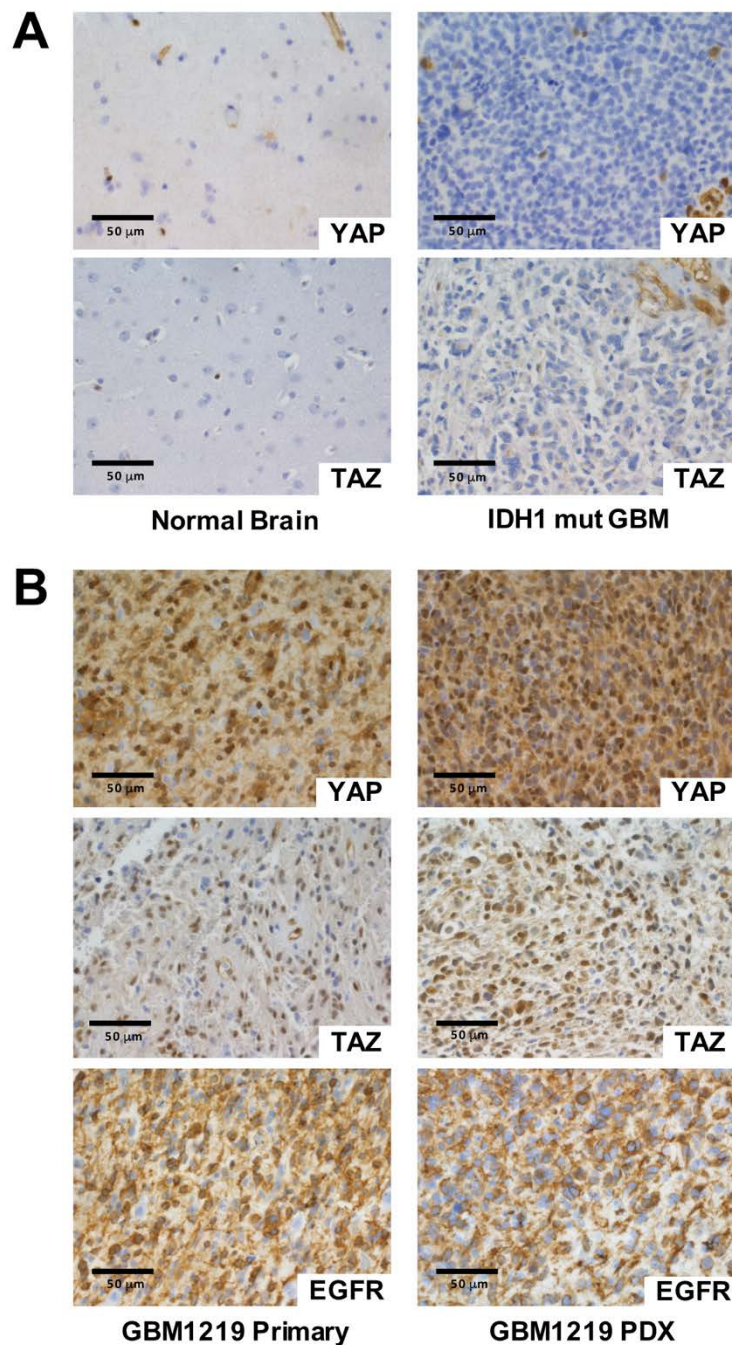 A
50 µm
YAP
50 µm
YAP
50 µm
TAZ
50 µm
TAZ
Normal Brain
IDH1 mut GBM
B
50 µm
YAP
50 µm
YAP
50 µm
TAZ
50 µm
TAZ
50 µm
EGFR
50 µm
EGFR
GBM1219 Primary
GBM1219 PDX